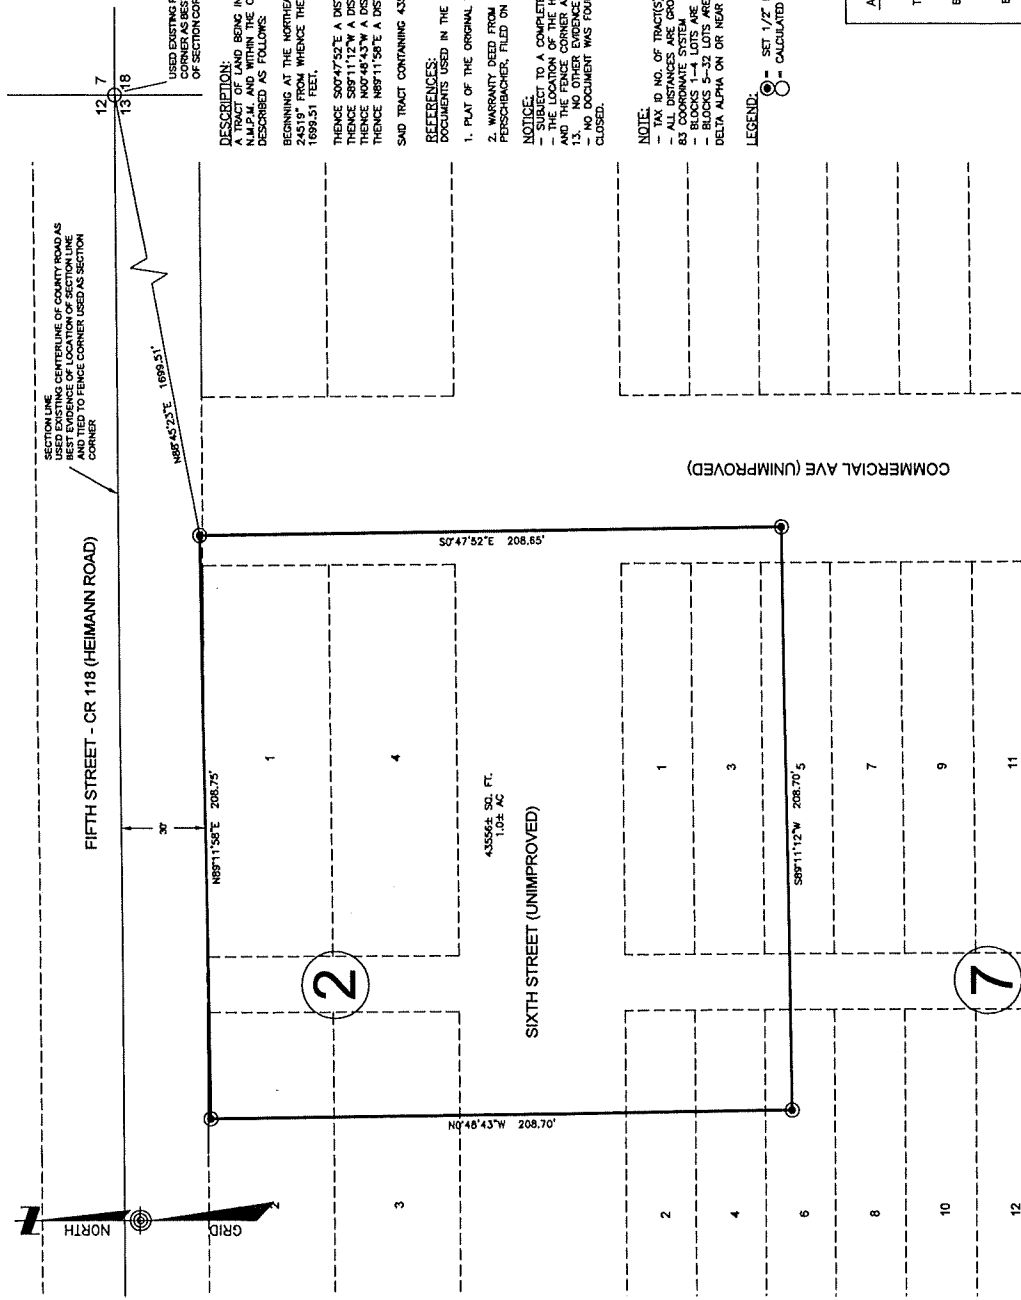 SECTION LINE
USED EXISTING CENTERLINE OF COUNTY ROAD AS
BEST EVIDENCE OF LOCATION OF SECTION LINE
AND TIED TO FENCE CORNER USED AS SECTION
CORNER
FIFTH STREET - CR 118 (HEIMANN ROAD)
N88°45'23"E 1699.51'
12 7
13 18
USED EXISTING
CORNER AS BES
OF SECTION COR
30'
N89°11'58"E 208.75'
S0°47'52"E 208.65'
S89°11'12"W 208.70'
N0°48'43"W 208.70'
COMMERCIAL AVE (UNIMPROVED)
SIXTH STREET (UNIMPROVED)
43556± SQ. FT.
1.0± AC
NORTH
GRID
2
1
2
3
4
7
1
2
3
4
5
6
7
8
9
10
11
12
DESCRIPTION:
A TRACT OF LAND BEING IN
N.M.P.M. AND WITHIN THE
DESCRIBED AS FOLLOWS:
BEGINNING AT THE NORTHEA
24519" FROM WHENCE THE
1699.51 FEET,
THENCE S00°47'52"E A DIS
THENCE S89°11'12"W A DIS
THENCE N00°48'43"W A DIS
THENCE N89°11'58"E A DIS
SAID TRACT CONTAINING 435
REFERENCES:
DOCUMENTS USED IN THE
1. PLAT OF THE ORIGINAL
2. WARRANTY DEED FROM
PERSCHBACHER, FILED ON
NOTICE:
- SUBJECT TO A COMPLETE
- THE LOCATION OF THE H
AND THE FENCE CORNER A
13. NO OTHER EVIDENCE
- NO DOCUMENT WAS FOU
CLOSED.
NOTE:
- TAX ID NO. OF TRACT(S)
- ALL DISTANCES ARE GRO
83 COORDINATE SYSTEM
- BLOCKS 1-4 LOTS ARE
- BLOCKS 5-32 LOTS ARE
DELTA ALPHA ON OR NEAR
LEGEND:
- SET 1/2"
- CALCULATED